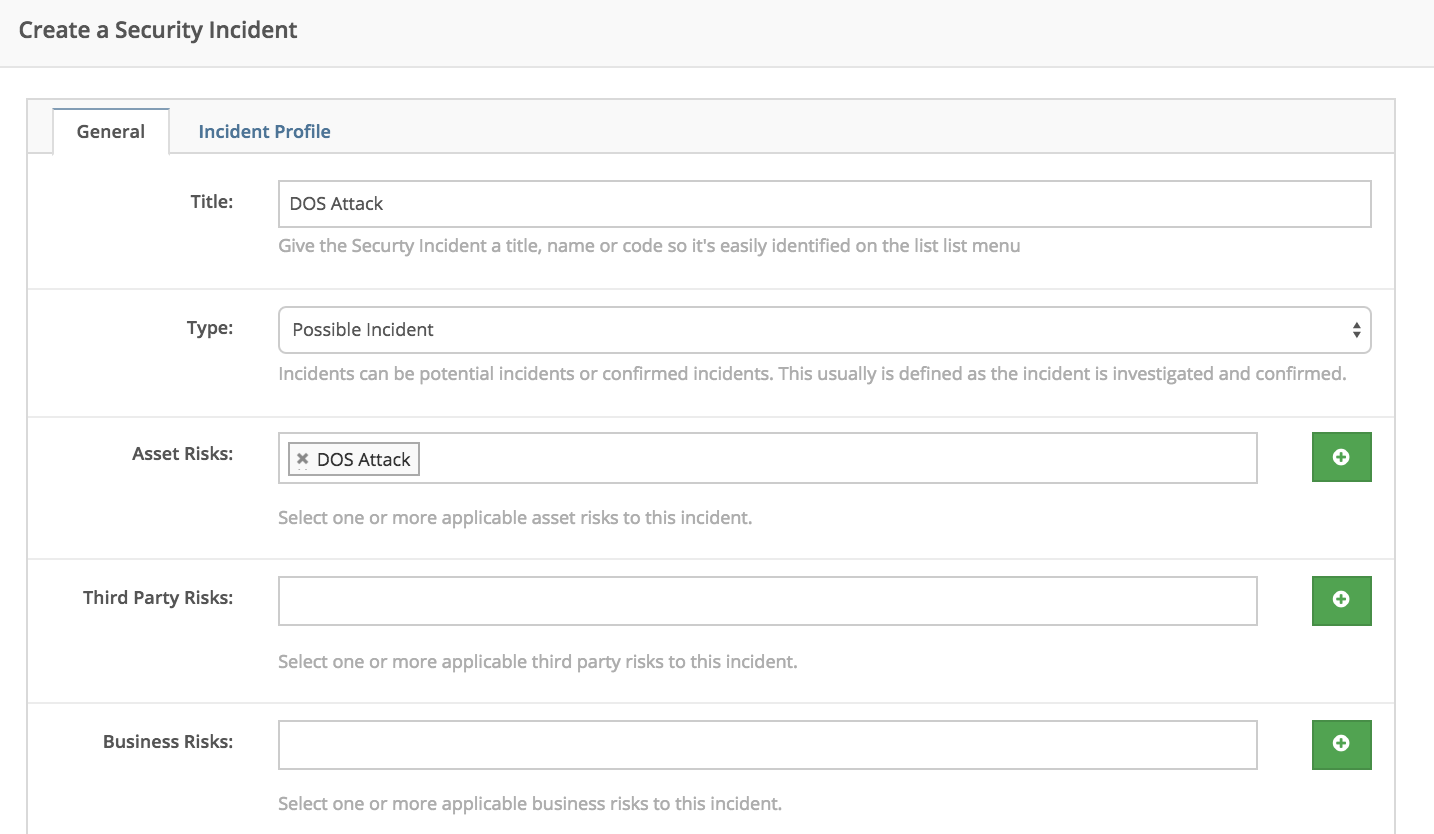 Create a Security Incident
General
Incident Profile
Title:
DOS Attack
Give the Securty Incident a title, name or code so it's easily identified on the list list menu
Type:
Possible Incident
Incidents can be potential incidents or confirmed incidents. This usually is defined as the incident is investigated and confirmed.
Asset Risks:
DOS Attack
Select one or more applicable asset risks to this incident.
Third Party Risks:
Select one or more applicable third party risks to this incident.
Business Risks:
Select one or more applicable business risks to this incident.